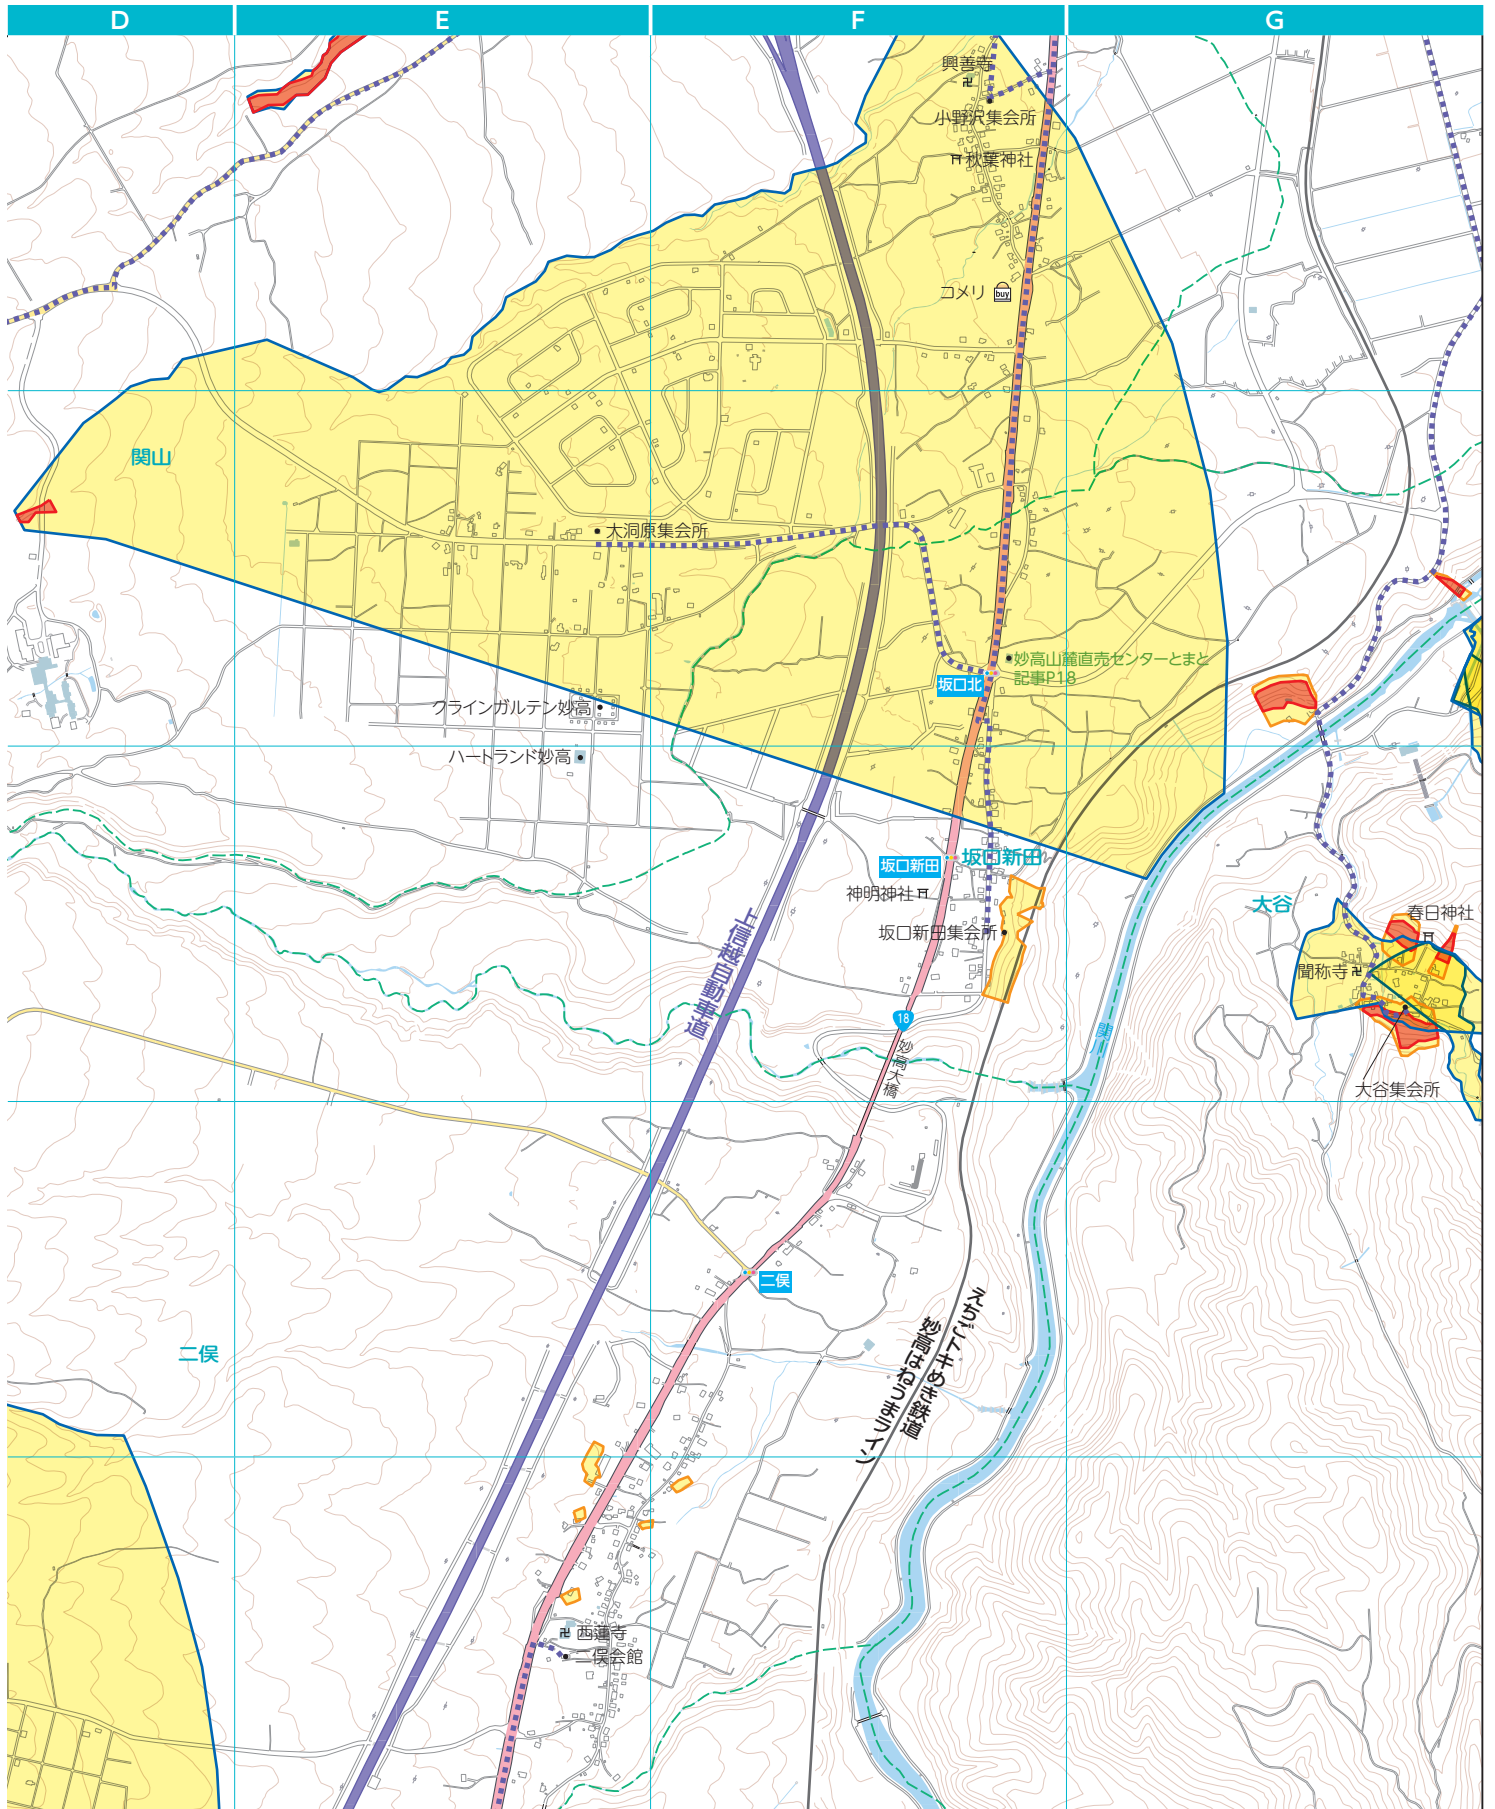 D E F G
興善寺
小野沢集会所
秋葉神社
コメリ
buy
関山
大洞原集会所
妙高山麓直売センターとまと
記事P18
坂口北
クラインガルテン妙高
ハートランド妙高
坂口新田
坂口新田
神明神社
坂口新田集会所
大谷
春日神社
聞称寺
上信越自動車道
18
妙高大橋
関川
大谷集会所
二俣
えちごトキめき鉄道
妙高はねうまライン
二俣
西蓮寺
二俣会館